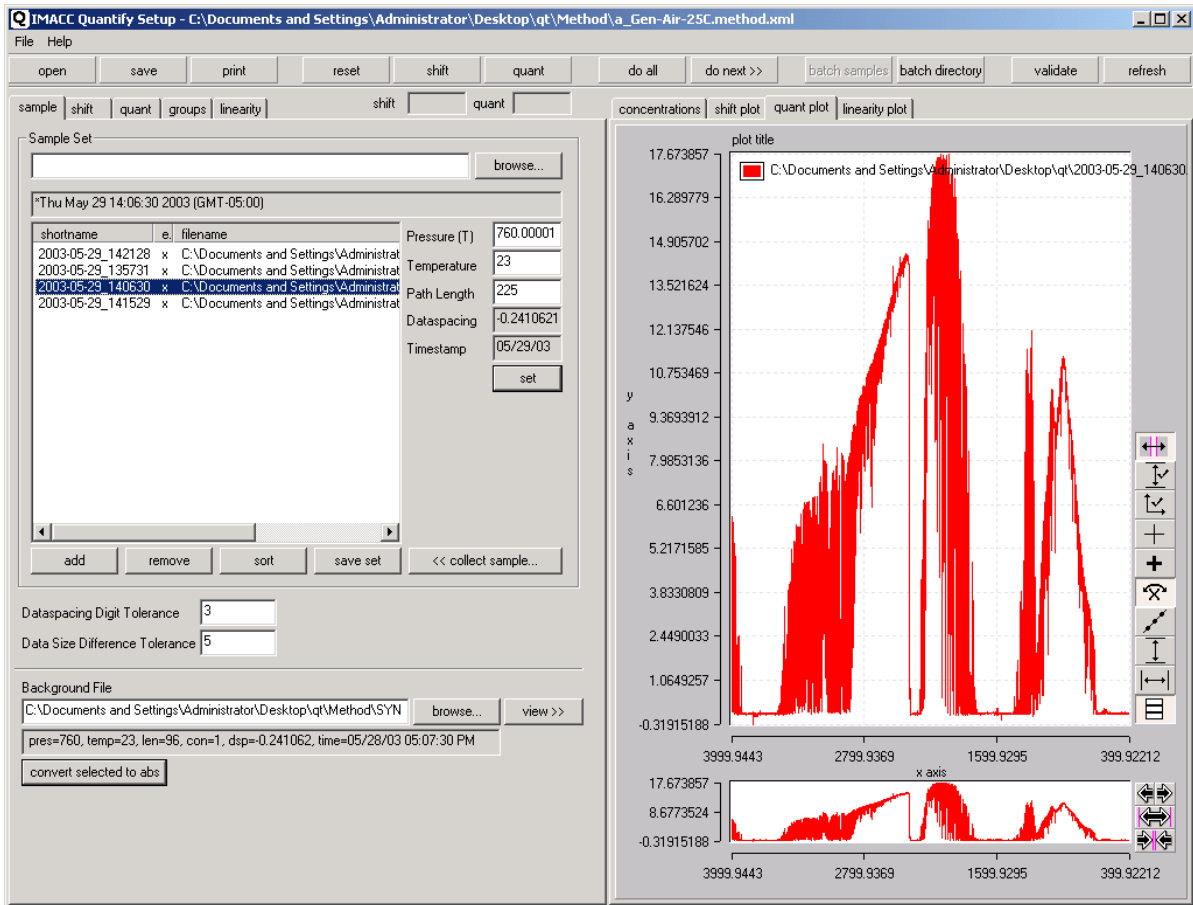 IMACC Quantify Setup - C:\Documents and Settings\Administrator\Desktop\qt\Method\a_Gen-Air-25C.method.xml
File Help
open save print reset shift quant do all do next >> batch samples batch directory validate refresh
sample shift quant groups linearity shift quant
Sample Set
browse...
*Thu May 29 14:06:30 2003 (GMT-05:00)
shortname e. filename
2003-05-29_142128 x C:\Documents and Settings\Administrat
2003-05-29_135731 x C:\Documents and Settings\Administrat
2003-05-29_140630 x C:\Documents and Settings\Administrat
2003-05-29_141529 x C:\Documents and Settings\Administrat
Pressure (T) 760.00001
Temperature 23
Path Length 225
Dataspacing -0.2410621
Timestamp 05/29/03
set
add remove sort save set << collect sample...
Dataspacing Digit Tolerance 3
Data Size Difference Tolerance 5
Background File
C:\Documents and Settings\Administrator\Desktop\qt\Method\SYN browse... view >>
pres=760, temp=23, len=96, con=1, dsp=-0.241062, time=05/28/03 05:07:30 PM
convert selected to abs
concentrations shift plot quant plot linearity plot
plot title
C:\Documents and Settings\Administrator\Desktop\qt\2003-05-29_140630.
17.673857
16.289779
14.905702
13.521624
12.137546
10.753469
9.3693912
7.9853136
6.601236
5.2171585
3.8330809
2.4490033
1.0649257
-0.31915188
y axis
3999.9443 2799.9369 1599.9295 399.92212
x axis
17.673857
8.6773524
-0.31915188
3999.9443 2799.9369 1599.9295 399.92212